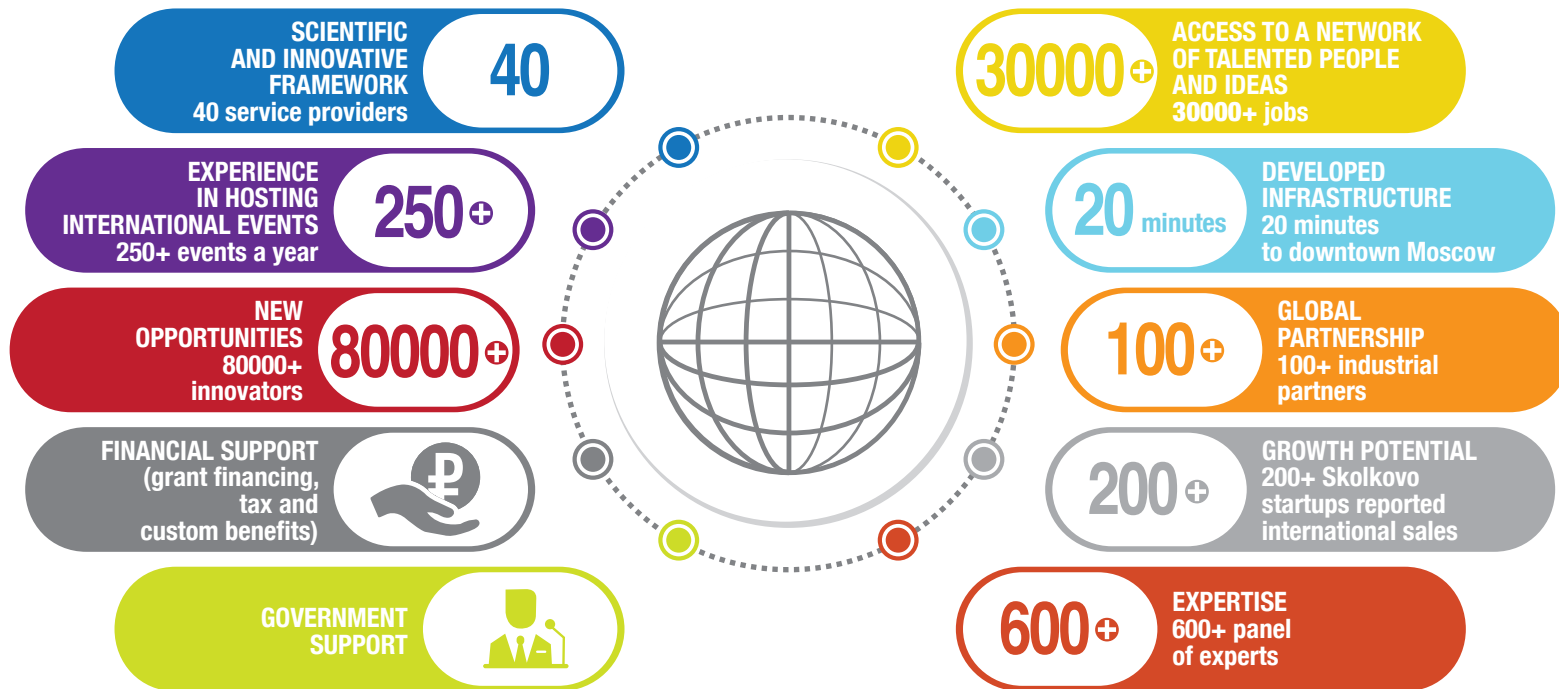 SCIENTIFIC
AND INNOVATIVE
FRAMEWORK
40 service providers
40
EXPERIENCE
IN HOSTING
INTERNATIONAL EVENTS
250+ events a year
250+
NEW
OPPORTUNITIES
80000+
innovators
80000+
FINANCIAL SUPPORT
(grant financing,
tax and
custom benefits)
₽
GOVERNMENT
SUPPORT
30000+
ACCESS TO A NETWORK
OF TALENTED PEOPLE
AND IDEAS
30000+ jobs
20 minutes
DEVELOPED
INFRASTRUCTURE
20 minutes
to downtown Moscow
100+
GLOBAL
PARTNERSHIP
100+ industrial
partners
200+
GROWTH POTENTIAL
200+ Skolkovo
startups reported
international sales
600+
EXPERTISE
600+ panel
of experts